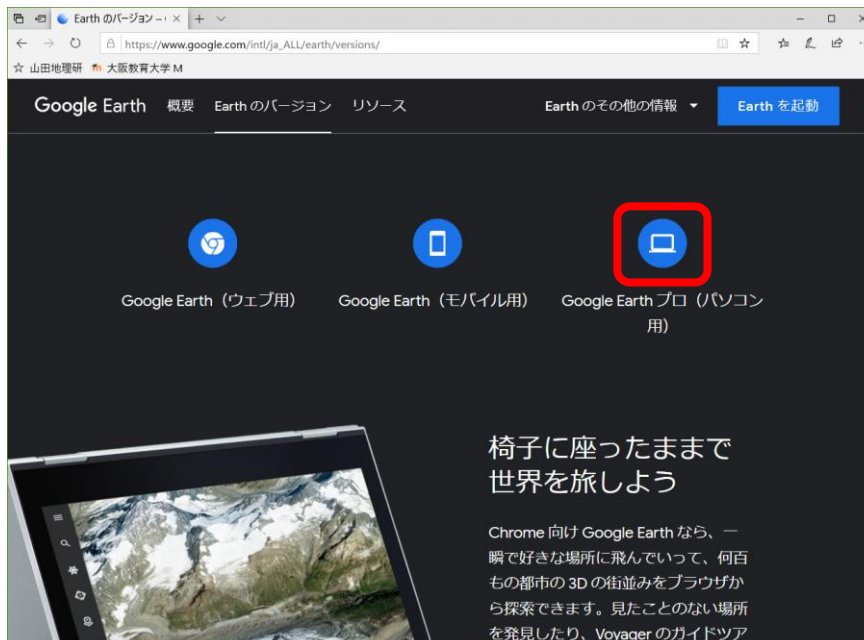 Earth のバージョン –
https://www.google.com/intl/ja_ALL/earth/versions/
山田地理研 大阪教育大学 M
Google Earth 概要 Earth のバージョン リソース Earth のその他の情報 Earth を起動
Google Earth（ウェブ用）
Google Earth（モバイル用）
Google Earth プロ（パソコン
用）
椅子に座ったままで
世界を旅しよう
Chrome 向け Google Earth なら、一
瞬で好きな場所に飛んでいって、何百
もの都市の 3D の街並みをブラウザか
ら探索できます。見たことのない場所
を発見したり、Voyager のガイドツア